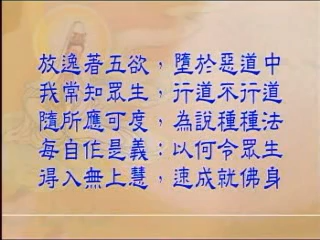 放逸著五欲，墮於惡道中
我常知眾生，行道不行道
隨所應可度，為說種種法
每自作是義：以何令眾生
得入無上慧，速成就佛身